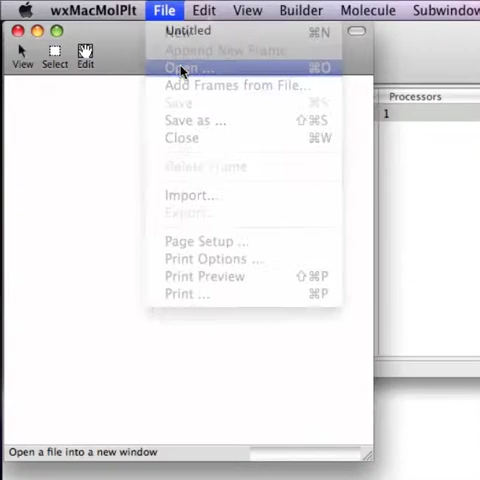 wxMacMolPlt File Edit View Builder Molecule Subwindow
Untitled
New ⌘N
View Select Edit
Append New Frame
Open ... ⌘O
Add Frames from File...
Processors
Save ⌘S
1
Save as ... ⇧⌘S
Close ⌘W
Delete Frame
Import...
Export...
Page Setup ...
Print Options ...
Print Preview ⇧⌘P
Print ... ⌘P
Open a file into a new window